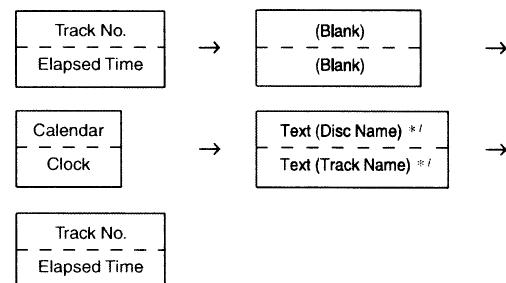 Track No.
Elapsed Time
(Blank)
(Blank)
Calendar
Clock
Text (Disc Name) *1
Text (Track Name) *1
Track No.
Elapsed Time